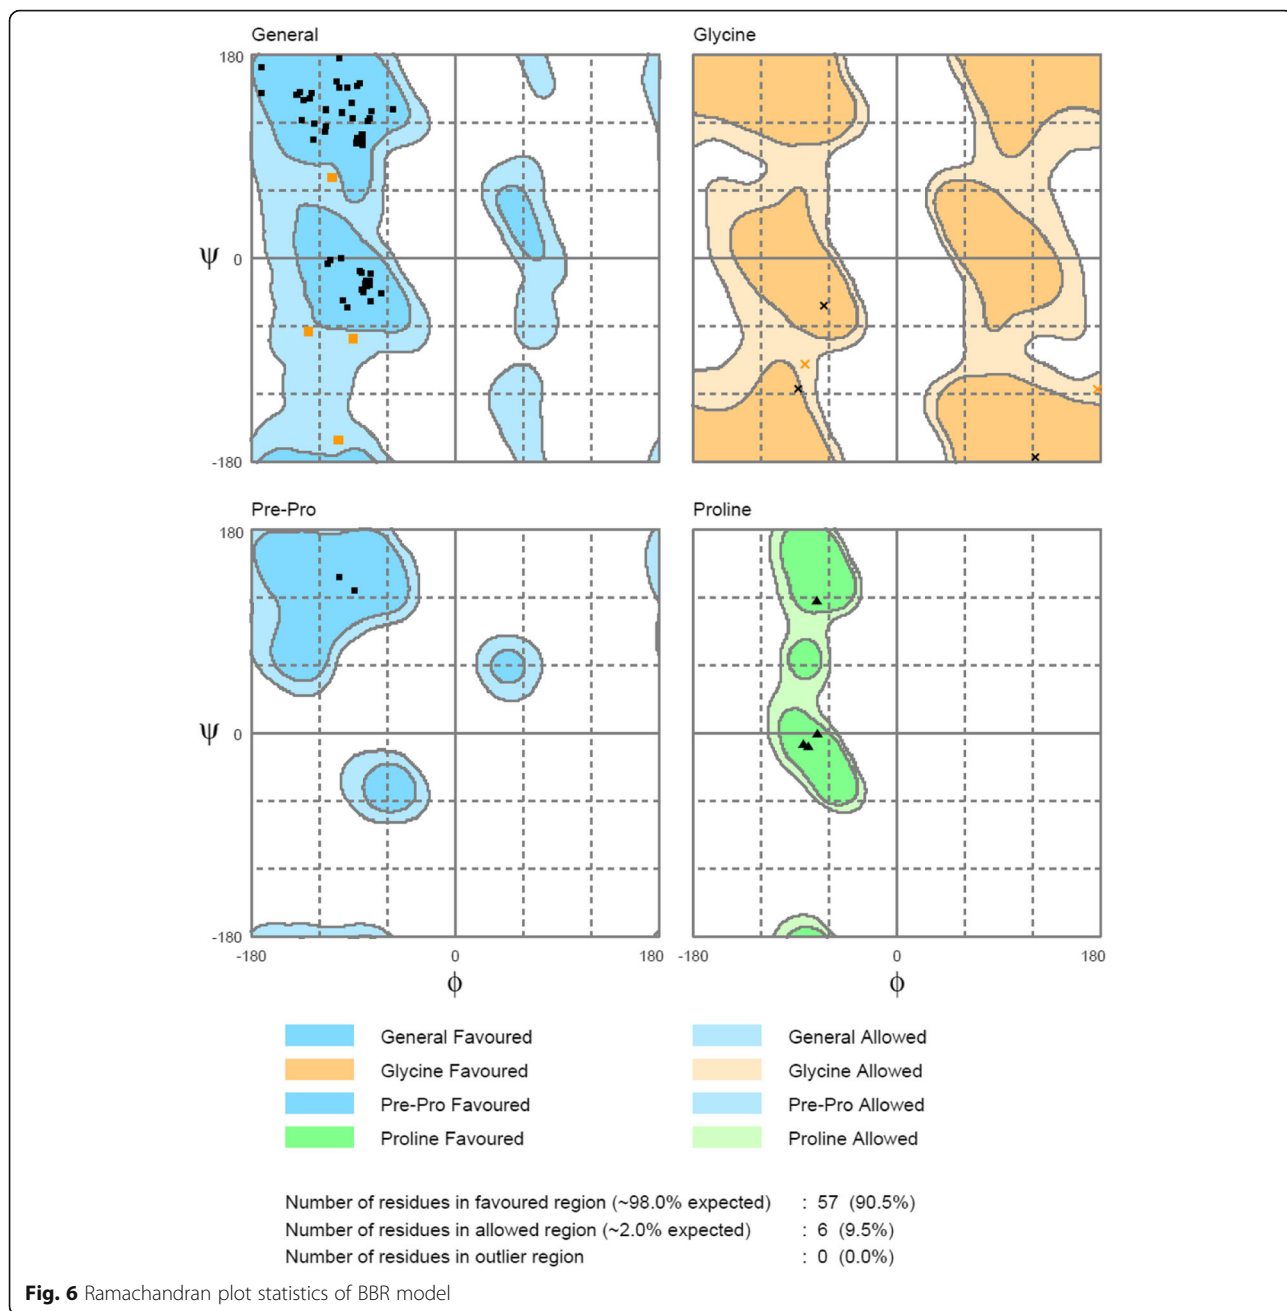 General
Glycine
180
ψ
0
-180
Pre-Pro
Proline
180
ψ
0
-180
-180
0
180
-180
0
180
ϕ
ϕ
General Favoured
General Allowed
Glycine Favoured
Glycine Allowed
Pre-Pro Favoured
Pre-Pro Allowed
Proline Favoured
Proline Allowed
Number of residues in favoured region (~98.0% expected) : 57 (90.5%)
Number of residues in allowed region (~2.0% expected) : 6 (9.5%)
Number of residues in outlier region : 0 (0.0%)
Fig. 6 Ramachandran plot statistics of BBR model